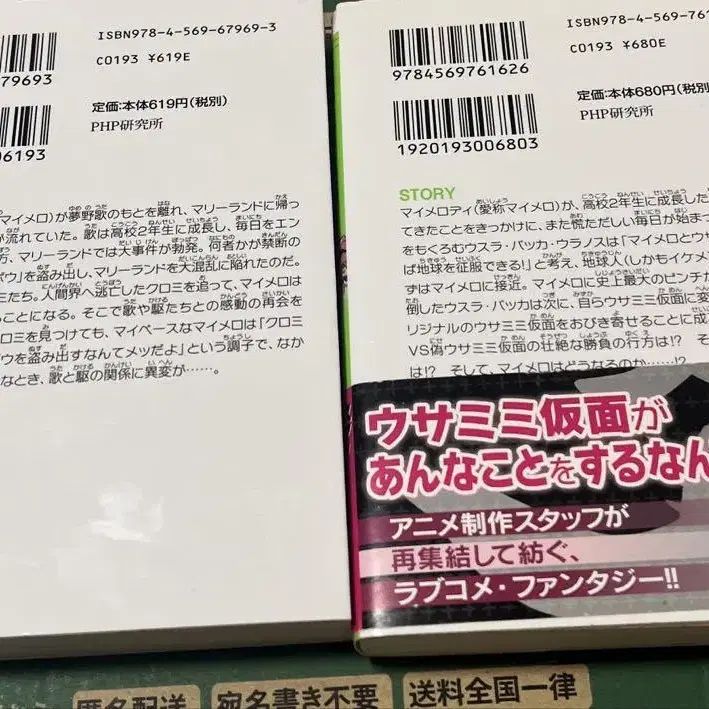 ISBN978-4-569-67969-3
C0193 ¥619E
79693
06193
定価:本体619円(税別)
PHP研究所
マイメロ)が夢野歌のもとを離れ、マリーランドに帰っ
が流れていた。歌は高校2年生に成長し、毎日をエン
方、マリーランドでは大事件が勃発。何者かが禁断の
ポウ」を盗み出し、マリーランドを大混乱に陥れたのだ。
ミたち。人間界へ逃亡したクロミを追って、マイメロは
ることになる。そこで歌や駆たちとの感動の再会を
ロミを見つけても、マイペースなマイメロは「クロミ
ウを盗み出すなんてメッだよ」という調子で、なか
なとき、歌と駆の関係に異変が……。
ISBN978-4-569-761
C0193 ¥680E
9784569761626
1920193006803
定価:本体680円(税別)
PHP研究所
STORY
マイメロディ(愛称マイメロ)が、高校2年生に成長した
てきたことをきっかけに、また慌ただしい毎日が始ま
をもくろむウスラ・バッカ・ウラノスは「マイメロとウ
ば地球を征服できる!」と考え、地球人(しかもイケメ
ずはマイメロに接近。マイメロに史上最大のピンチが
倒したウスラ・バッカは次に、自らウサミミ仮面に変
リジナルのウサミミ仮面をおびき寄せることに成
VS偽ウサミミ仮面の壮絶な勝負の行方は!? そ
は!? そして、マイメロはどうなるのか……!?
ウサミミ仮面が
あんなことをするなん
アニメ制作スタッフが
再集結して紡ぐ、
ラブコメ・ファンタジー!!
匿名配送 宛名書き不要 送料全国一律